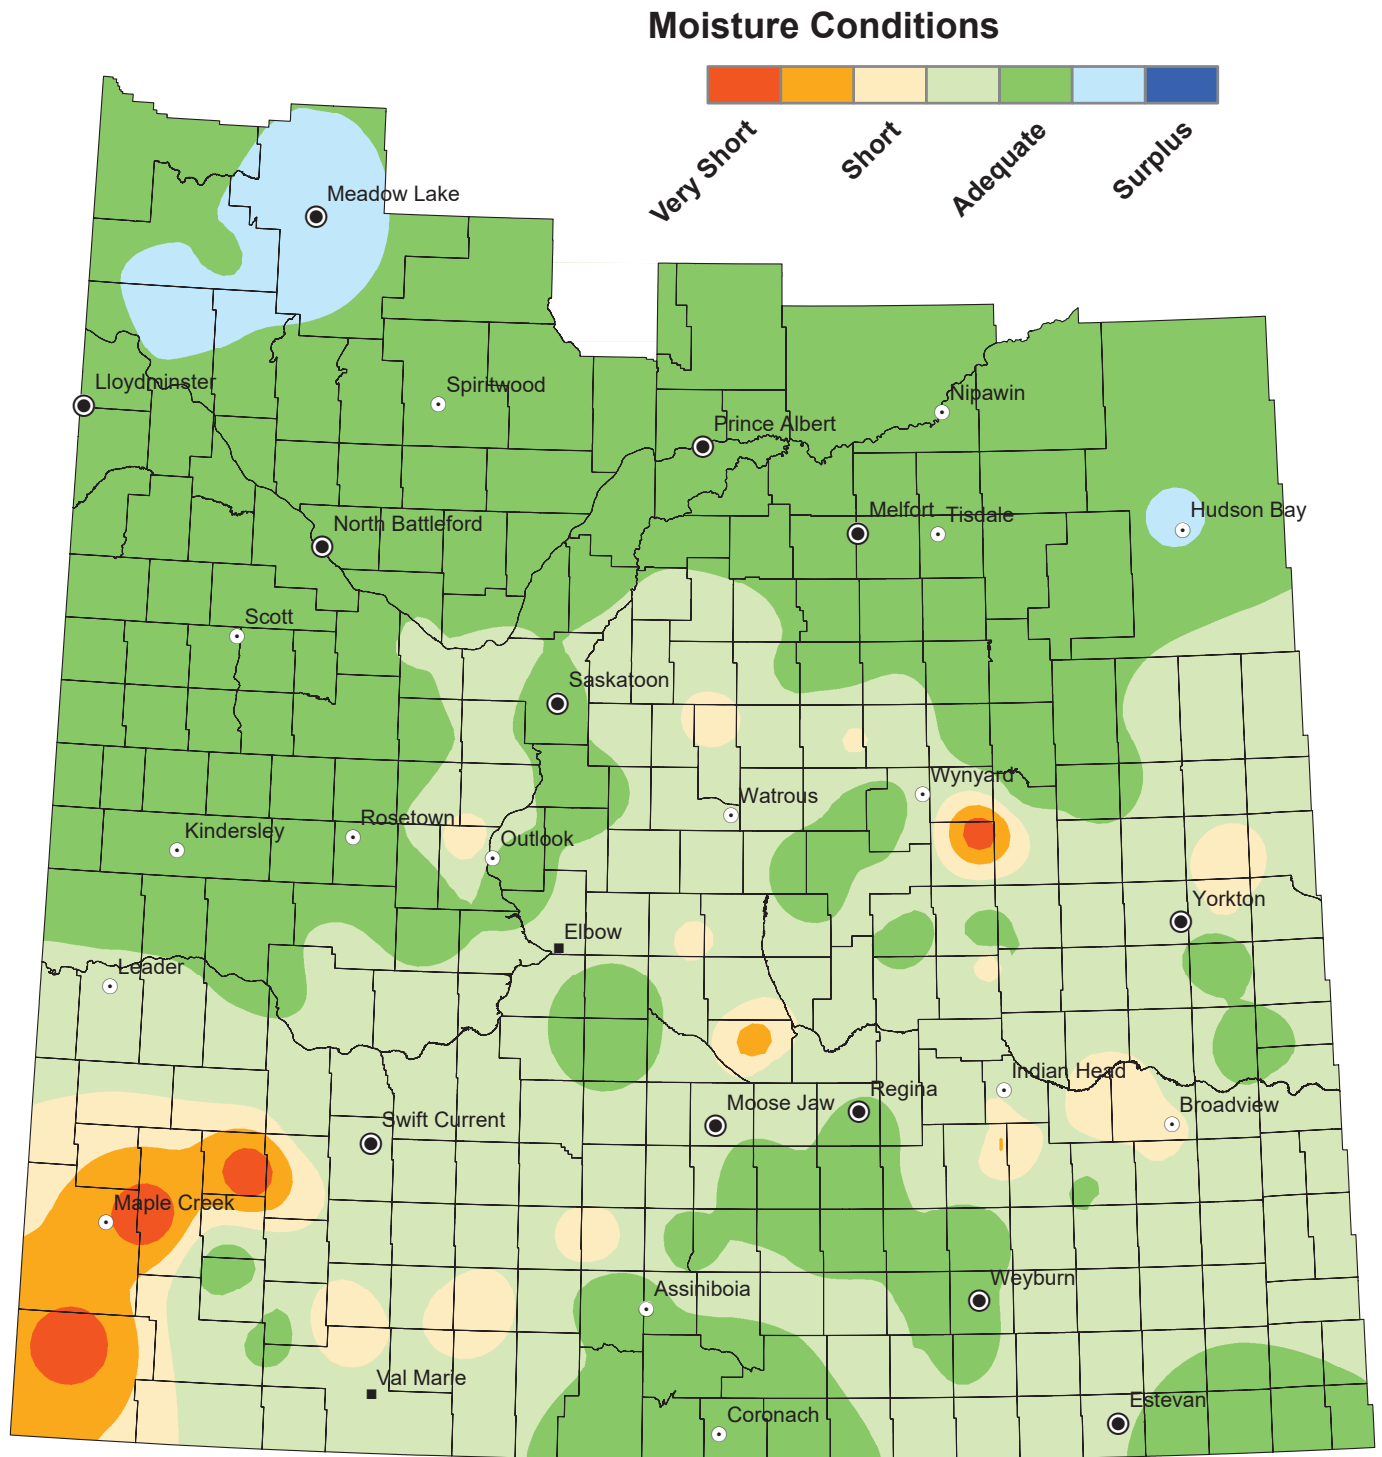 Moisture Conditions
Very Short
Short
Adequate
Surplus
Meadow Lake
Lloydminster
Spiritwood
Nipawin
Prince Albert
Melfort
Tisdale
Hudson Bay
North Battleford
Scott
Saskatoon
Wynyard
Watrous
Rosetown
Kindersley
Outlook
Yorkton
Elbow
Leader
Indian Head
Regina
Moose Jaw
Broadview
Swift Current
Maple Creek
Weyburn
Assiniboia
Val Marie
Estevan
Coronach